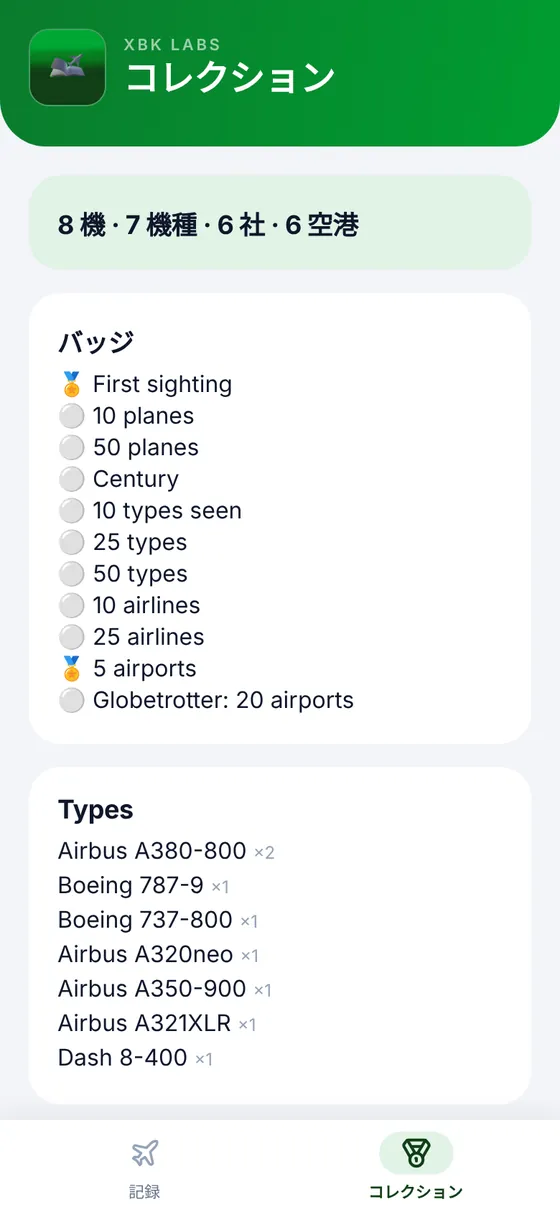 XBK LABS
コレクション
8 機 · 7 機種 · 6 社 · 6 空港
バッジ
First sighting
10 planes
50 planes
Century
10 types seen
25 types
50 types
10 airlines
25 airlines
5 airports
Globetrotter: 20 airports
Types
Airbus A380-800 ×2
Boeing 787-9 ×1
Boeing 737-800 ×1
Airbus A320neo ×1
Airbus A350-900 ×1
Airbus A321XLR ×1
Dash 8-400 ×1
記録
コレクション